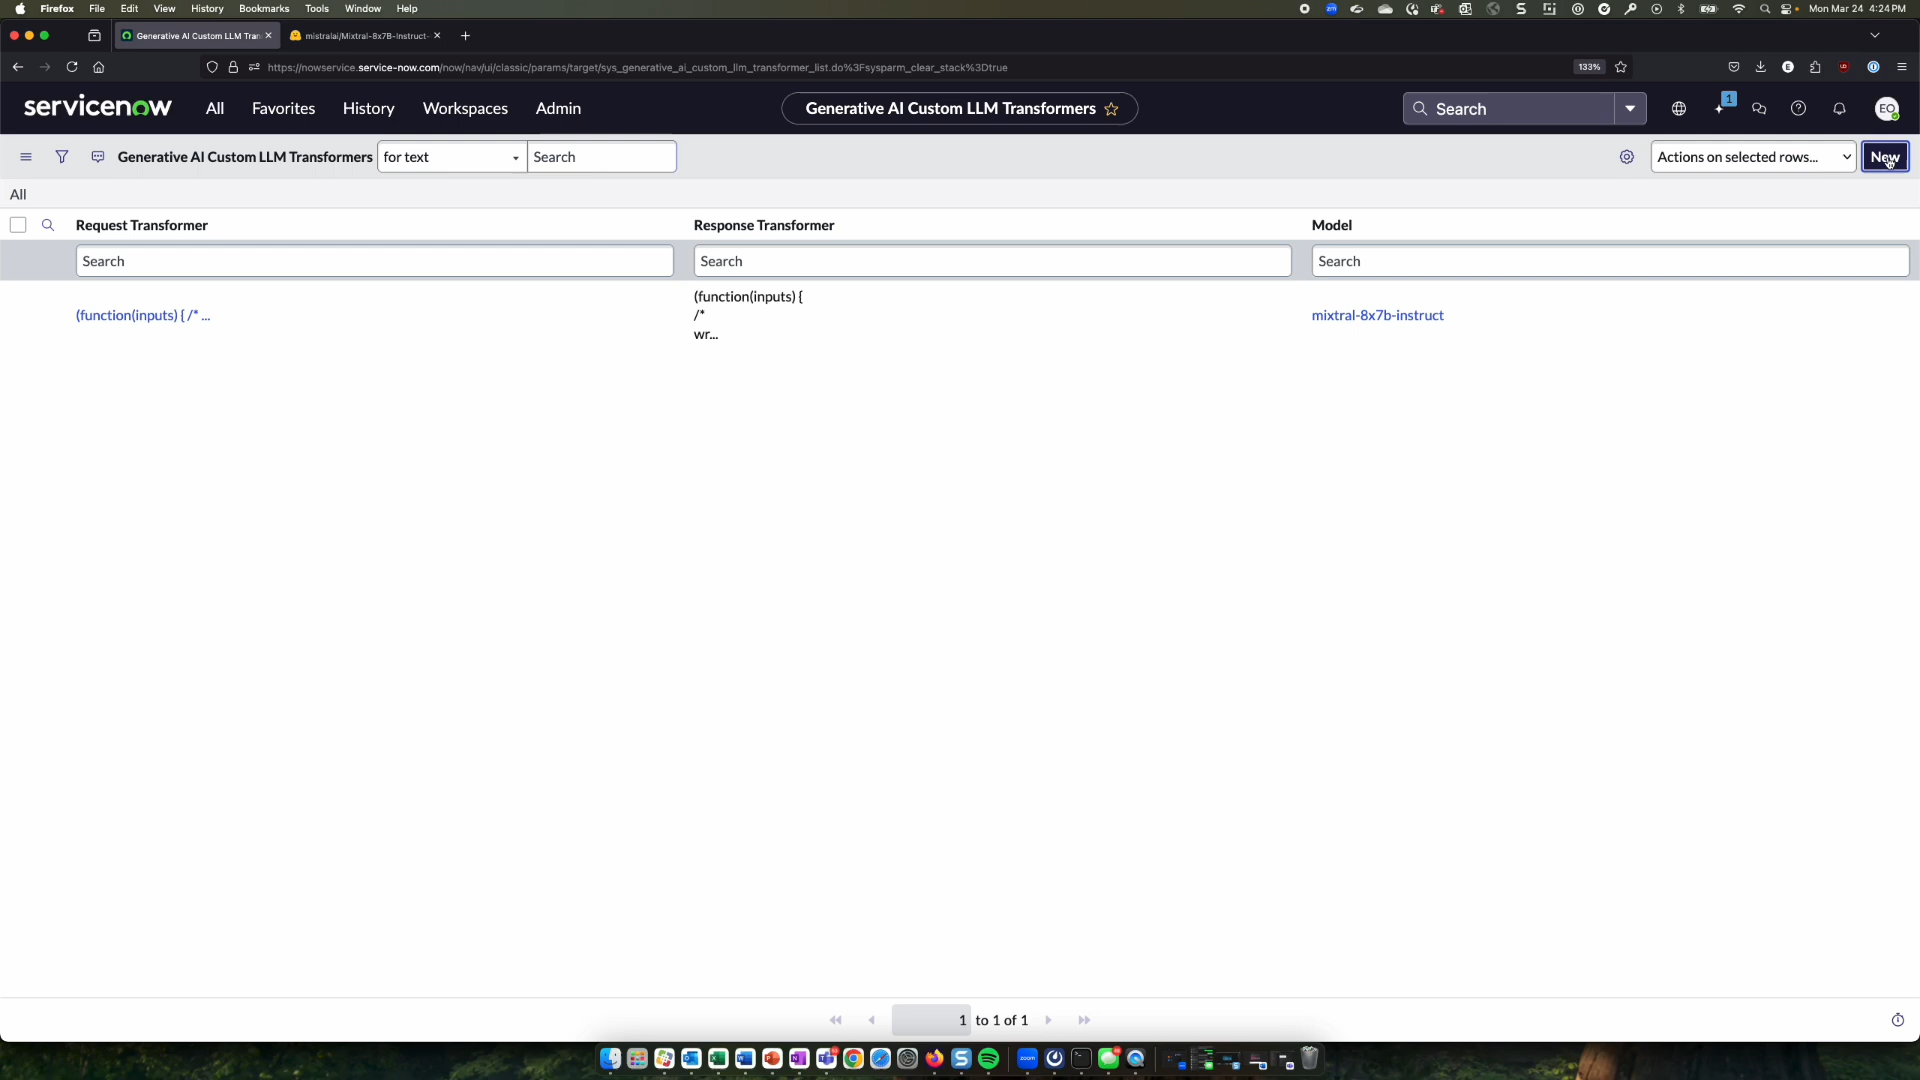 Firefox File Edit View History Bookmarks Tools Window Help Mon Mar 24 4:24 PM
Generative AI Custom LLM Tran mistralai/Mixtral-8x7B-Instruct-
https://nowservice.service-now.com/now/nav/ui/classic/params/target/sys_generative_ai_custom_llm_transformer_list.do%3Fsysparm_clear_stack%3Dtrue 133%
servicenow All Favorites History Workspaces Admin Generative AI Custom LLM Transformers Search 1 EO
Generative AI Custom LLM Transformers for text Search Actions on selected rows... New
All
Request Transformer Response Transformer Model
Search Search Search
(function(inputs) { /* ... (function(inputs) { mixtral-8x7b-instruct
/*
wr...
1 to 1 of 1
zoom